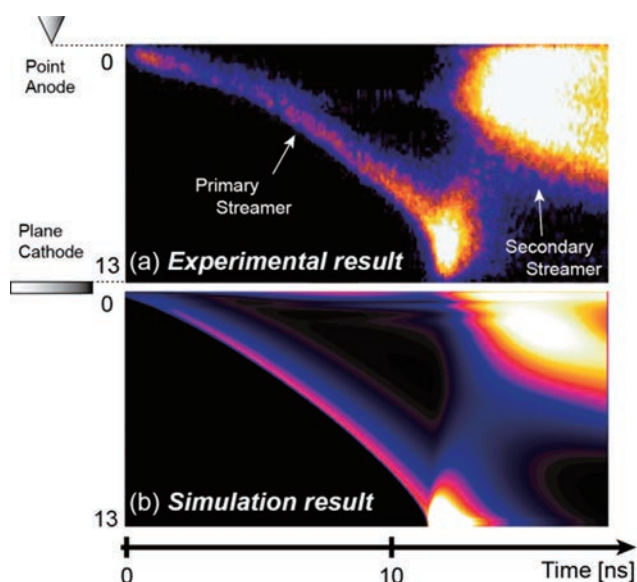 0
Point
Anode
Primary
Streamer
Plane
Cathode
Secondary
Streamer
(a) Experimental result
13
0
(b) Simulation result
13
0
10
Time [ns]